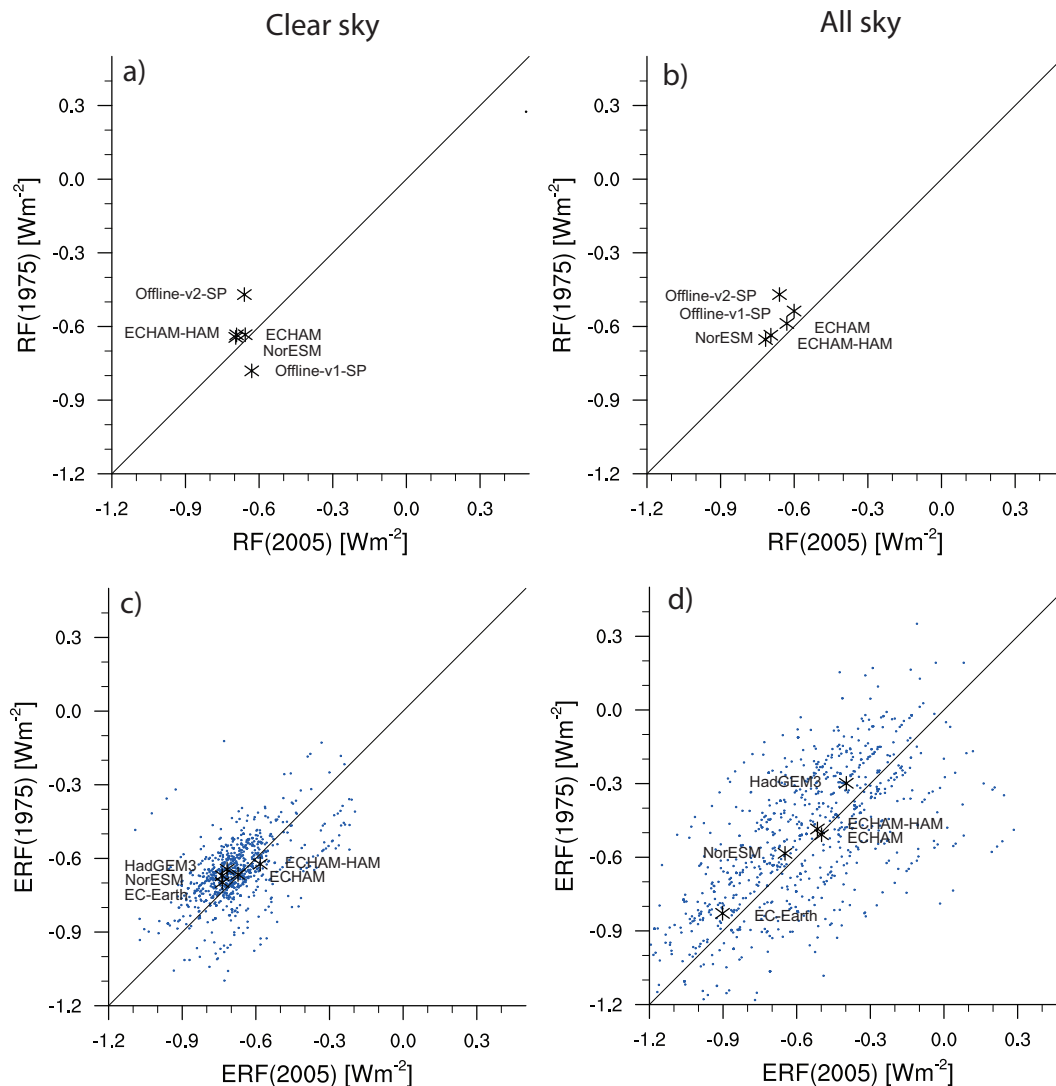 Clear sky
All sky
a)
0.3
0.0
-0.3
-0.6
-0.9
-1.2
RF(1975) [Wm-2]
Offline-v2-SP
ECHAM-HAM
ECHAM
NorESM
Offline-v1-SP
-1.2 -0.9 -0.6 -0.3 0.0 0.3
RF(2005) [Wm-2]
b)
0.3
0.0
-0.3
-0.6
-0.9
-1.2
RF(1975) [Wm-2]
Offline-v2-SP
Offline-v1-SP
ECHAM
NorESM
ECHAM-HAM
-1.2 -0.9 -0.6 -0.3 0.0 0.3
RF(2005) [Wm-2]
c)
0.3
0.0
-0.3
-0.6
-0.9
-1.2
ERF(1975) [Wm-2]
HadGEM3
NorESM
EC-Earth
ECHAM-HAM
ECHAM
-1.2 -0.9 -0.6 -0.3 0.0 0.3
ERF(2005) [Wm-2]
d)
0.3
0.0
-0.3
-0.6
-0.9
-1.2
ERF(1975) [Wm-2]
HadGEM3
ECHAM-HAM
ECHAM
NorESM
EC-Earth
-1.2 -0.9 -0.6 -0.3 0.0 0.3
ERF(2005) [Wm-2]